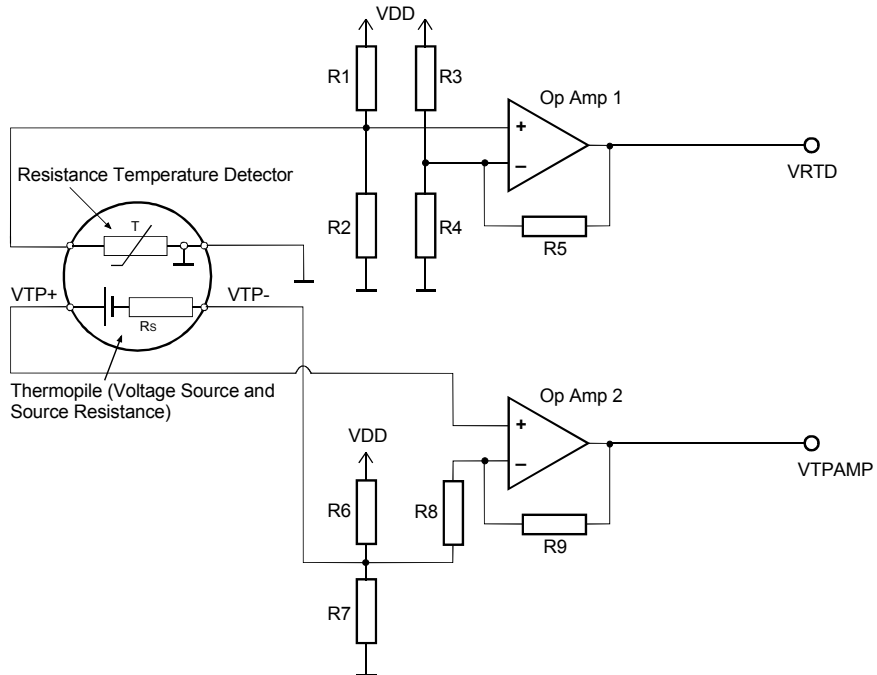 VDD
R1
R3
Op Amp 1
+
−
VRTD
Resistance Temperature Detector
R2
R4
R5
T
VTP+
VTP-
Rs
Thermopile (Voltage Source and
Source Resistance)
Op Amp 2
+
−
VDD
VTPAMP
R6
R8
R9
R7